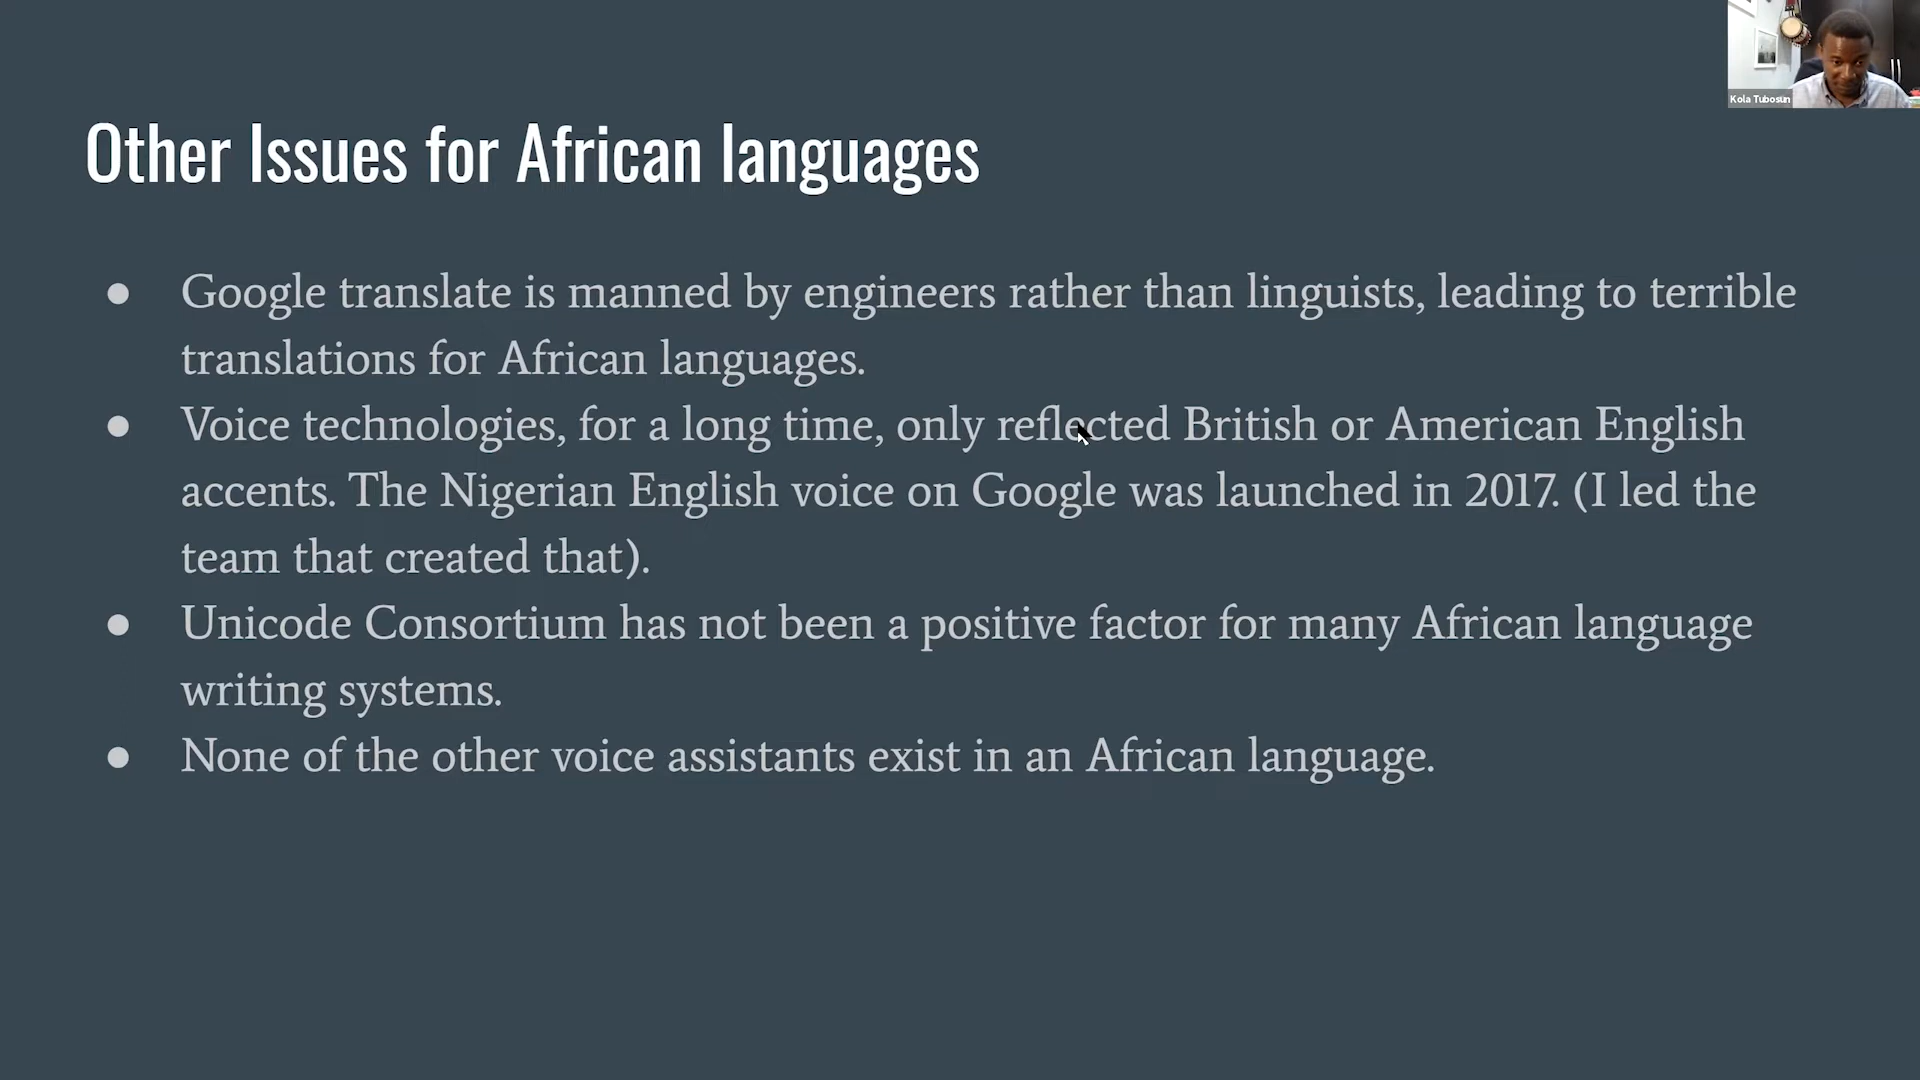 Kola Tubosun
Other Issues for African languages
● Google translate is manned by engineers rather than linguists, leading to terrible
translations for African languages.
● Voice technologies, for a long time, only reflected British or American English
accents. The Nigerian English voice on Google was launched in 2017. (I led the
team that created that).
● Unicode Consortium has not been a positive factor for many African language
writing systems.
● None of the other voice assistants exist in an African language.